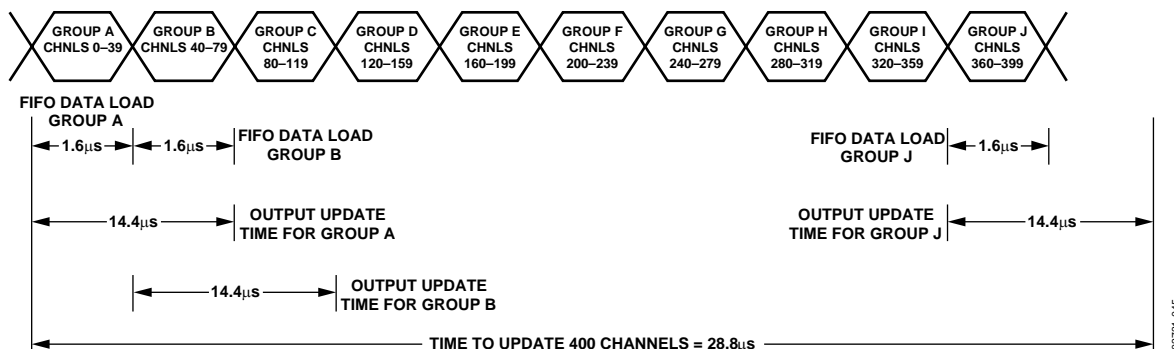 GROUP A
CHNLS 0–39
GROUP B
CHNLS 40–79
GROUP C
CHNLS
80–119
GROUP D
CHNLS
120–159
GROUP E
CHNLS
160–199
GROUP F
CHNLS
200–239
GROUP G
CHNLS
240–279
GROUP H
CHNLS
280–319
GROUP I
CHNLS
320–359
GROUP J
CHNLS
360–399
FIFO DATA LOAD
GROUP A
1.6µs
1.6µs
FIFO DATA LOAD
GROUP B
FIFO DATA LOAD
GROUP J
1.6µs
14.4µs
OUTPUT UPDATE
TIME FOR GROUP A
OUTPUT UPDATE
TIME FOR GROUP J
14.4µs
14.4µs
OUTPUT UPDATE
TIME FOR GROUP B
TIME TO UPDATE 400 CHANNELS = 28.8µs